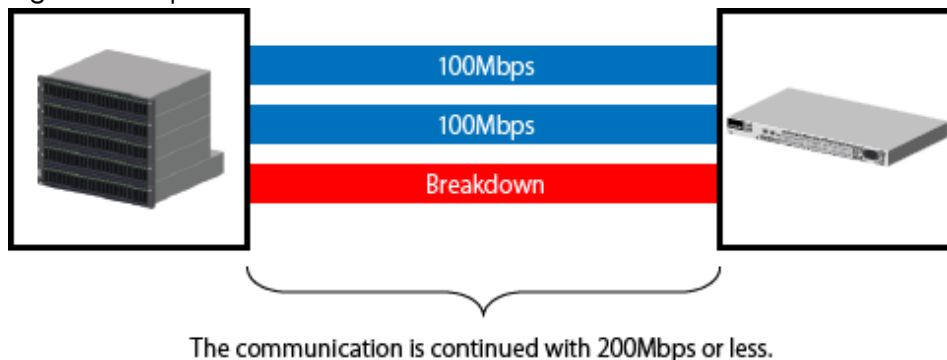 100Mbps
100Mbps
Breakdown
The communication is continued with 200Mbps or less.